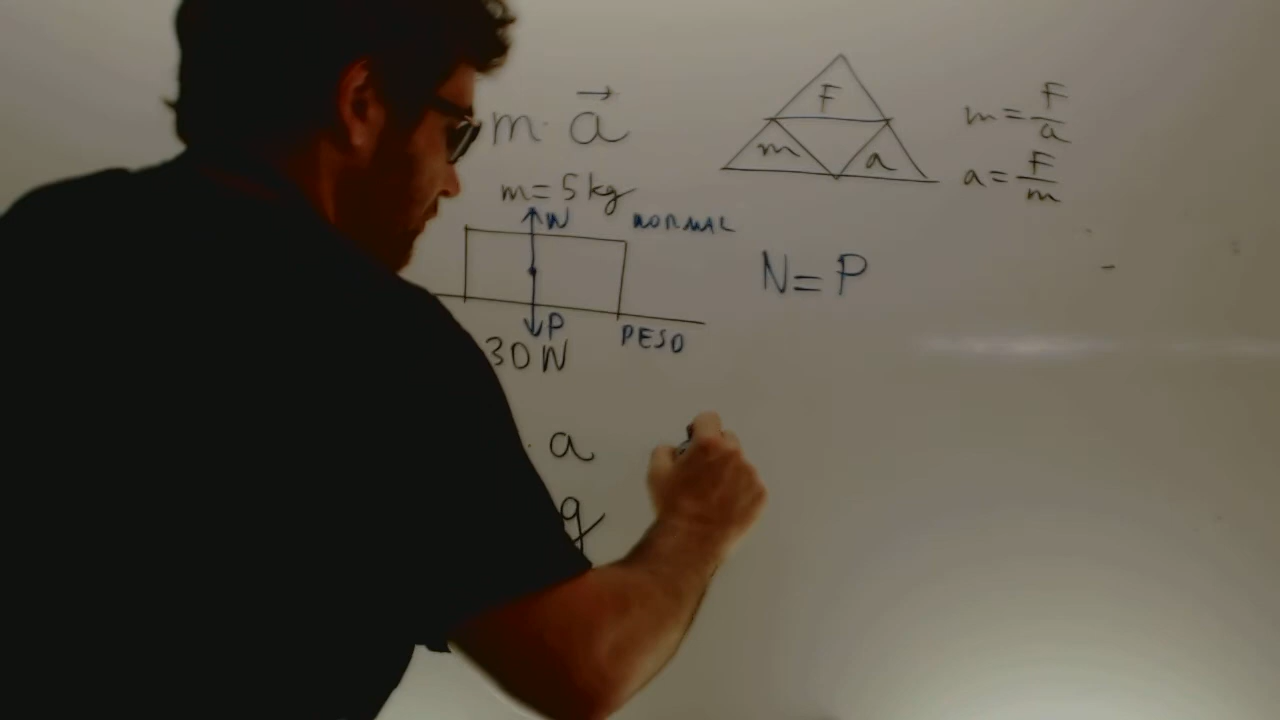 m · a
m = 5 kg
N NORMAL
P PESO
30 N
· a
g
F
m a
m = F/a
a = F/m
N = P